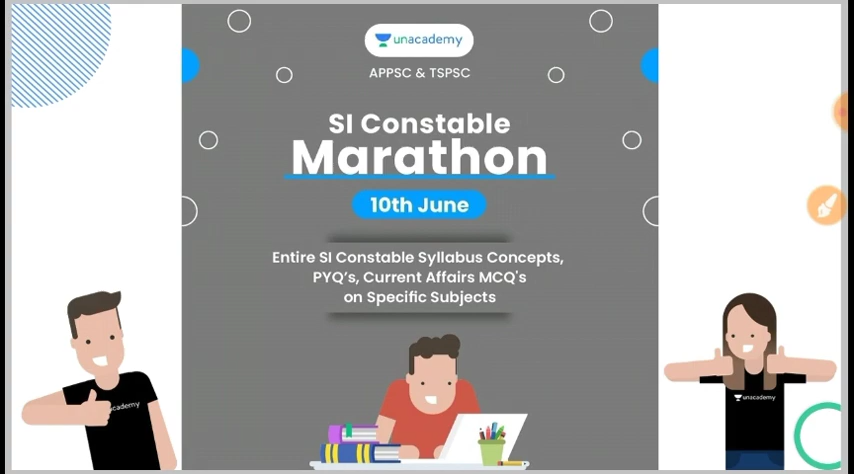 unacademy
APPSC & TSPSC
SI Constable
Marathon
10th June
Entire SI Constable Syllabus Concepts,
PYQ's, Current Affairs MCQ's
on Specific Subjects
unacademy